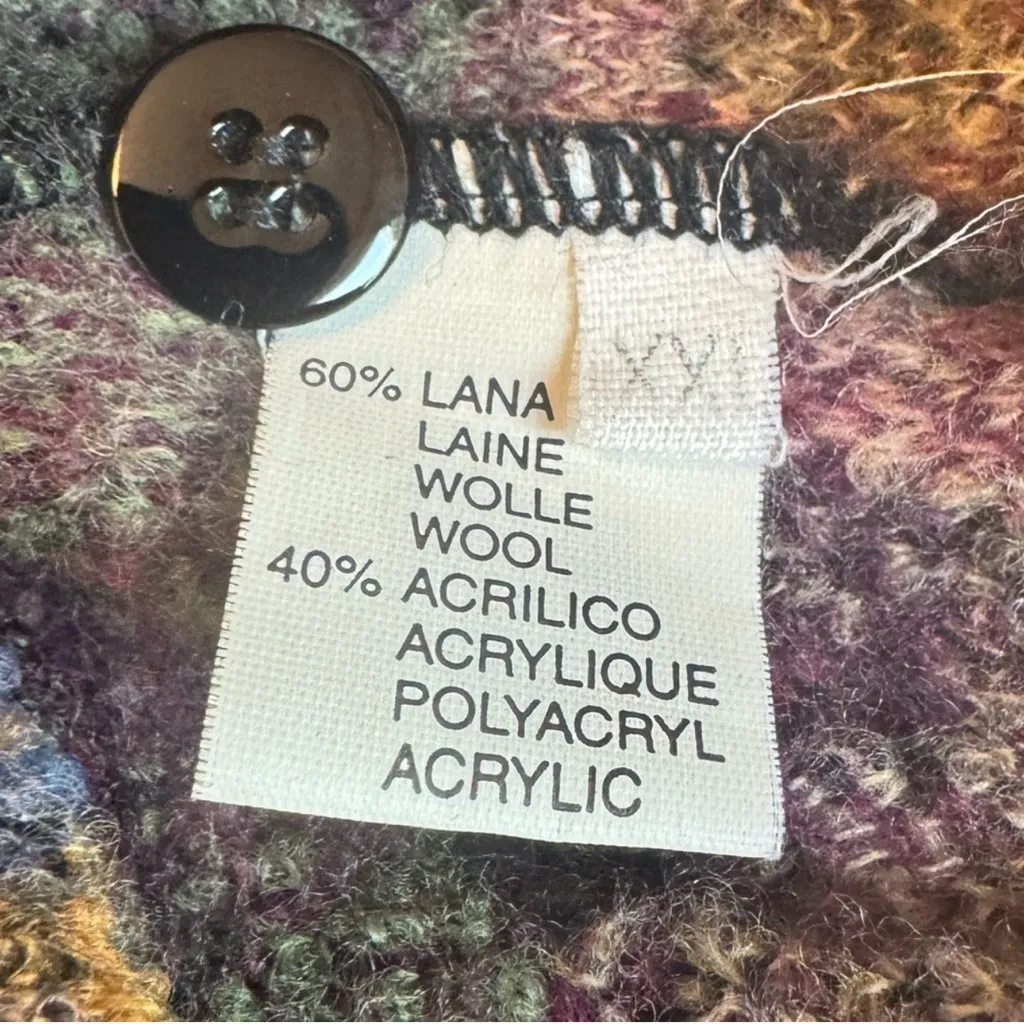 60% LANA
LAINE
WOLLE
WOOL
40% ACRILICO
ACRYLIQUE
POLYACRYL
ACRYLIC